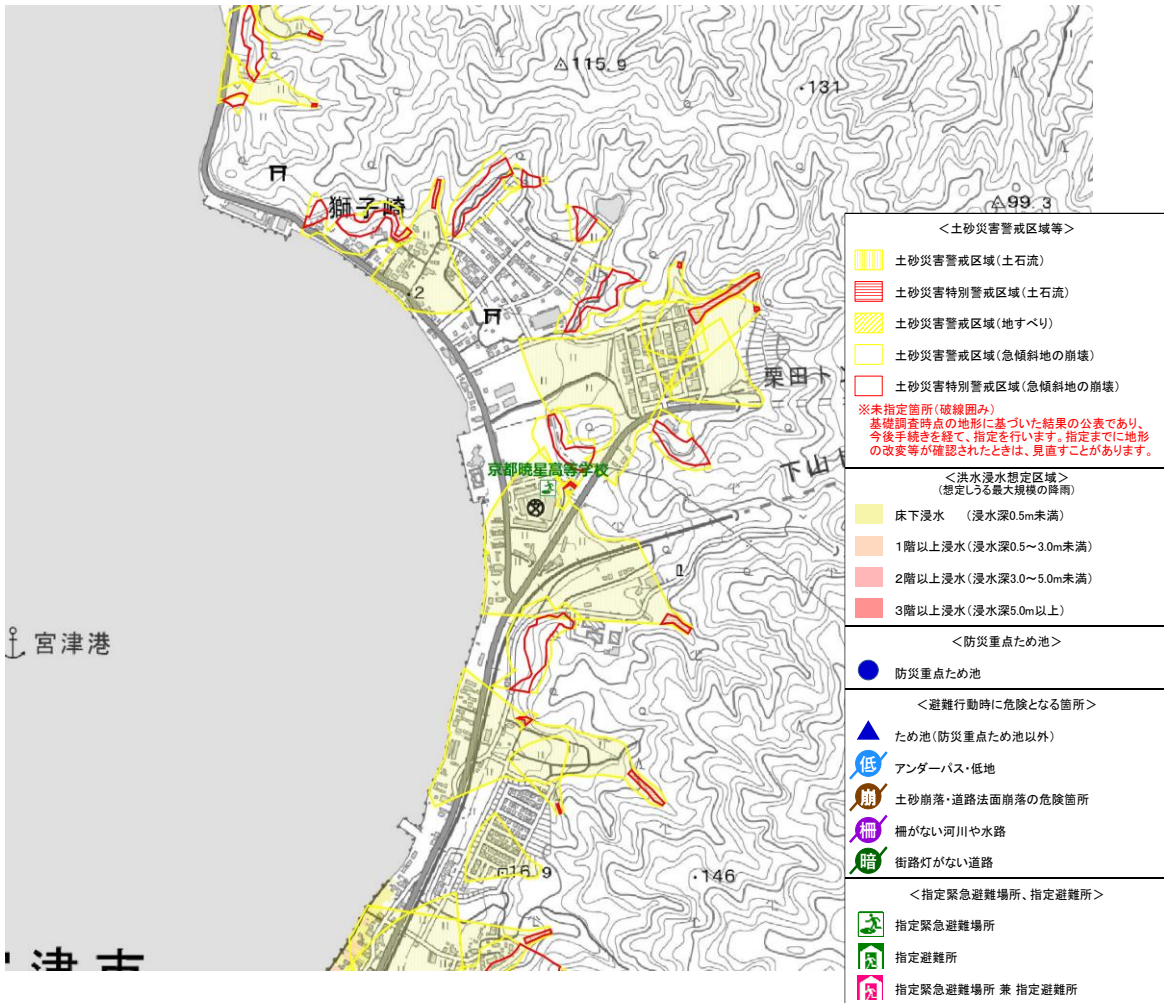 115.9
131
獅子崎
99.3
2
栗田ト
下山
京都暁星高等学校
宮津港
16.9
146
津市
＜土砂災害警戒区域等＞
土砂災害警戒区域（土石流）
土砂災害特別警戒区域（土石流）
土砂災害警戒区域（地すべり）
土砂災害警戒区域（急傾斜地の崩壊）
土砂災害特別警戒区域（急傾斜地の崩壊）
※未指定箇所（破線囲み）
基礎調査時点の地形に基づいた結果の公表であり、
今後手続きを経て、指定を行います。指定までに地形
の改変等が確認されたときは、見直すことがあります。
＜洪水浸水想定区域＞
（想定しうる最大規模の降雨）
床下浸水　（浸水深0.5m未満）
1階以上浸水（浸水深0.5～3.0m未満）
2階以上浸水（浸水深3.0～5.0m未満）
3階以上浸水（浸水深5.0m以上）
＜防災重点ため池＞
防災重点ため池
＜避難行動時に危険となる箇所＞
ため池（防災重点ため池以外）
低 アンダーパス・低地
崩 土砂崩落・道路法面崩落の危険箇所
柵 柵がない河川や水路
暗 街路灯がない道路
＜指定緊急避難場所、指定避難所＞
指定緊急避難場所
指定避難所
指定緊急避難場所 兼 指定避難所